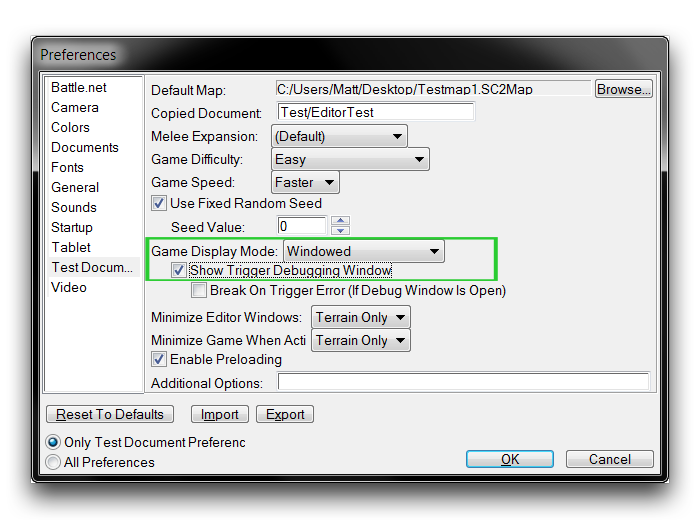 Preferences
Battle.net
Camera
Colors
Documents
Fonts
General
Sounds
Startup
Tablet
Test Docum...
Video
Default Map: C:/Users/Matt/Desktop/Testmap1.SC2Map Browse...
Copied Document: Test/EditorTest
Melee Expansion: (Default)
Game Difficulty: Easy
Game Speed: Faster
Use Fixed Random Seed
Seed Value: 0
Game Display Mode: Windowed
Show Trigger Debugging Window
Break On Trigger Error (If Debug Window Is Open)
Minimize Editor Windows: Terrain Only
Minimize Game When Acti Terrain Only
Enable Preloading
Additional Options:
Reset To Defaults Import Export
Only Test Document Preferenc
All Preferences
OK Cancel